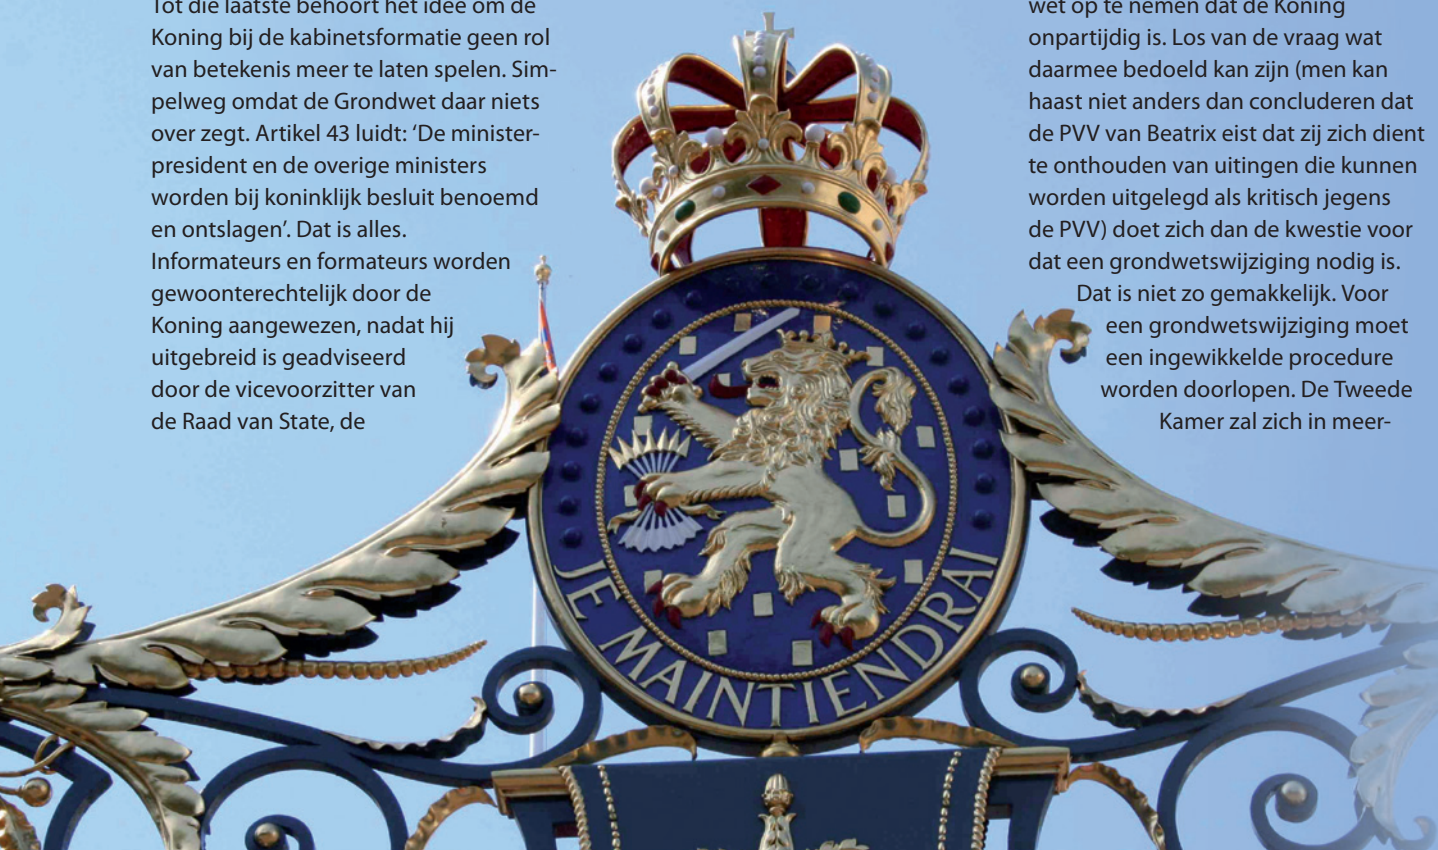 Tot die laatste behoort het idee om de
Koning bij de kabinetsformatie geen rol
van betekenis meer te laten spelen. Sim-
pelweg omdat de Grondwet daar niets
over zegt. Artikel 43 luidt: ‘De minister-
president en de overige ministers
worden bij koninklijk besluit benoemd
en ontslagen’. Dat is alles.
Informateurs en formateurs worden
gewoonterechtelijk door de
Koning aangewezen, nadat hij
uitgebreid is geadviseerd
door de vicevoorzitter van
de Raad van State, de
wet op te nemen dat de Koning
onpartijdig is. Los van de vraag wat
daarmee bedoeld kan zijn (men kan
haast niet anders dan concluderen dat
de PVV van Beatrix eist dat zij zich dient
te onthouden van uitingen die kunnen
worden uitgelegd als kritisch jegens
de PVV) doet zich dan de kwestie voor
dat een grondwetswijziging nodig is.
Dat is niet zo gemakkelijk. Voor
een grondwetswijziging moet
een ingewikkelde procedure
worden doorlopen. De Tweede
Kamer zal zich in meer-
JE MAINTIENDRAI